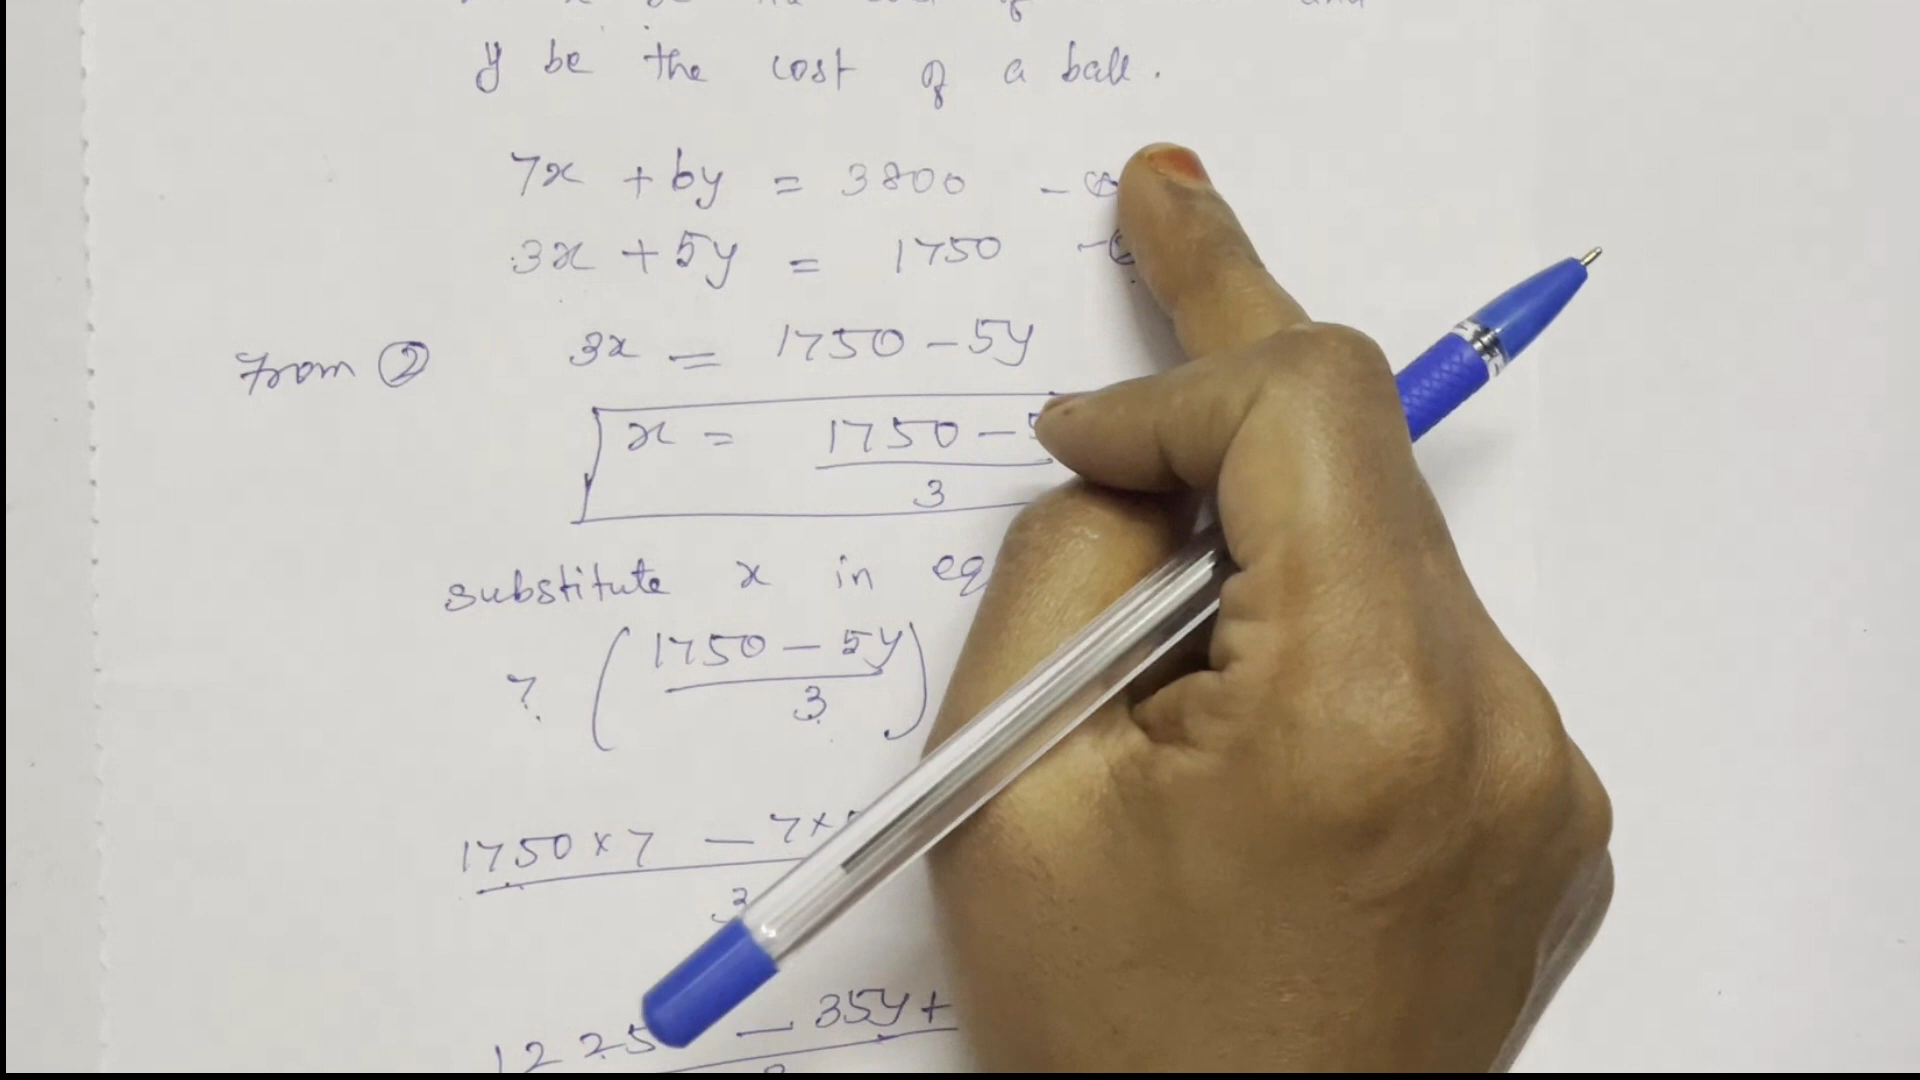 y be the cost of a ball.
7x + 6y = 3800 -
3x + 5y = 1750 -
From ② 3x = 1750 - 5y
x = 1750 -
3
substitute x in eq
7 (1750 - 5y)
3
1750 x 7 - 7 x
3
1225 - 35y +